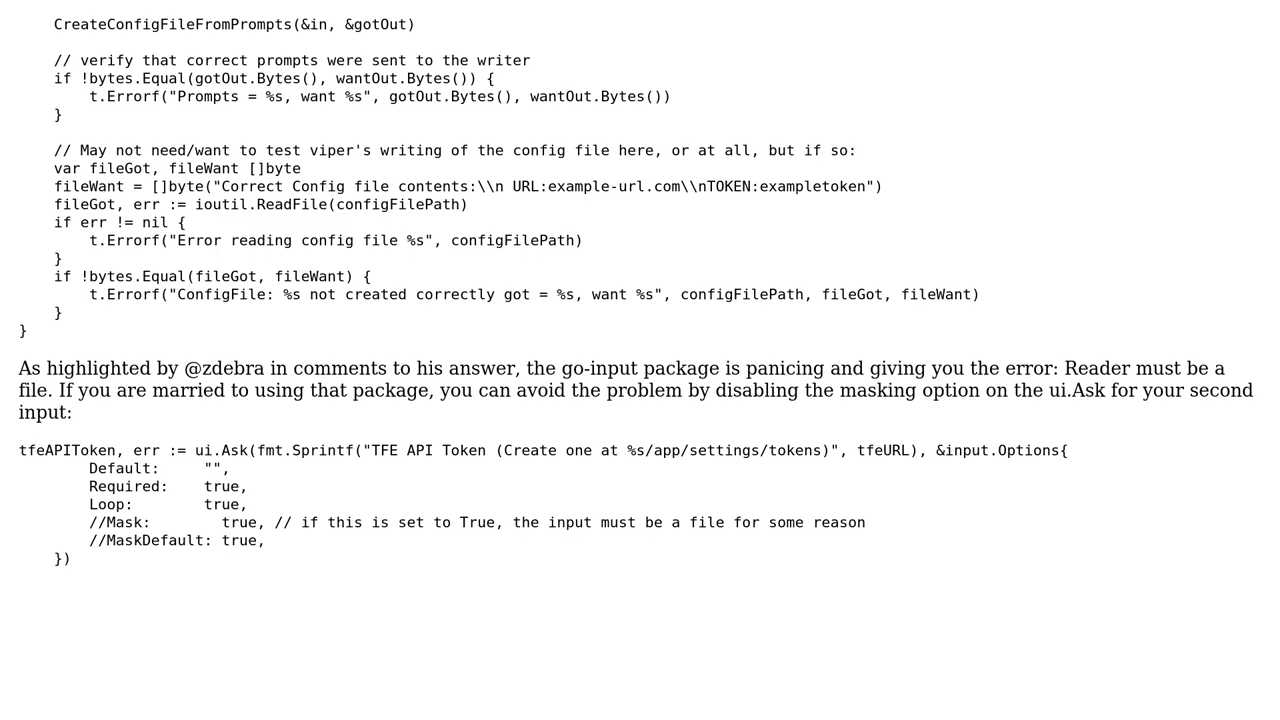 CreateConfigFileFromPrompts(&in, &gotOut)

    // verify that correct prompts were sent to the writer
    if !bytes.Equal(gotOut.Bytes(), wantOut.Bytes()) {
        t.Errorf("Prompts = %s, want %s", gotOut.Bytes(), wantOut.Bytes())
    }

    // May not need/want to test viper's writing of the config file here, or at all, but if so:
    var fileGot, fileWant []byte
    fileWant = []byte("Correct Config file contents:\\n URL:example-url.com\\nTOKEN:exampletoken")
    fileGot, err := ioutil.ReadFile(configFilePath)
    if err != nil {
        t.Errorf("Error reading config file %s", configFilePath)
    }
    if !bytes.Equal(fileGot, fileWant) {
        t.Errorf("ConfigFile: %s not created correctly got = %s, want %s", configFilePath, fileGot, fileWant)
    }
}

As highlighted by @zdebra in comments to his answer, the go-input package is panicing and giving you the error: Reader must be a
file. If you are married to using that package, you can avoid the problem by disabling the masking option on the ui.Ask for your second
input:

tfeAPIToken, err := ui.Ask(fmt.Sprintf("TFE API Token (Create one at %s/app/settings/tokens)", tfeURL), &input.Options{
        Default:     "",
        Required:    true,
        Loop:        true,
        //Mask:        true, // if this is set to True, the input must be a file for some reason
        //MaskDefault: true,
    })